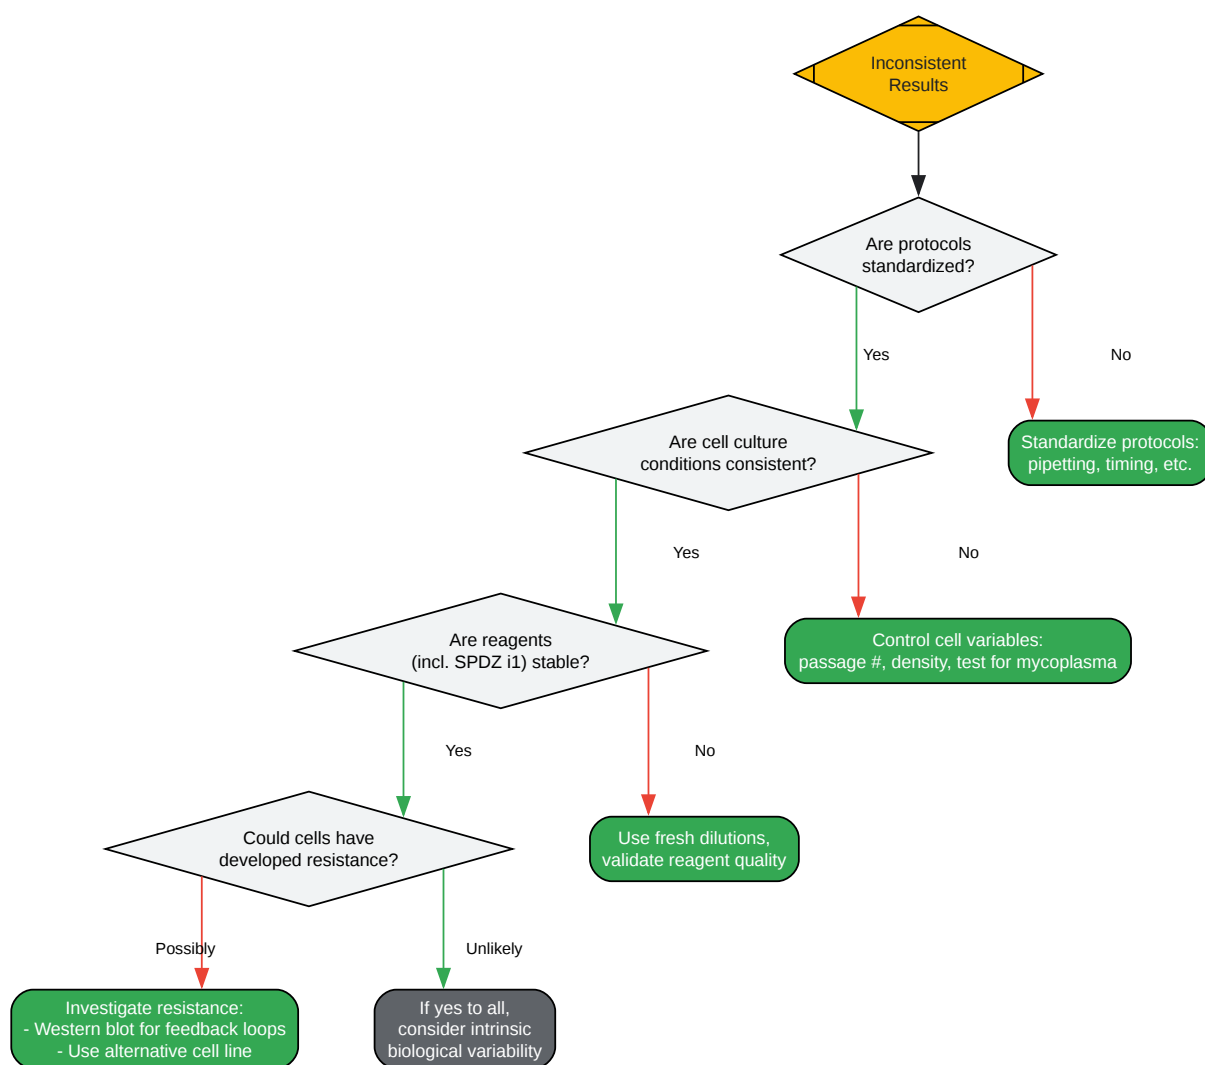 Inconsistent
Results
Are protocols
standardized?
Yes
No
Are cell culture
conditions consistent?
Standardize protocols:
pipetting, timing, etc.
Yes
No
Are reagents
(incl. SPDZ i1) stable?
Control cell variables:
passage #, density, test for mycoplasma
Yes
No
Could cells have
developed resistance?
Use fresh dilutions,
validate reagent quality
Possibly
Unlikely
Investigate resistance:
- Western blot for feedback loops
- Use alternative cell line
If yes to all,
consider intrinsic
biological variability